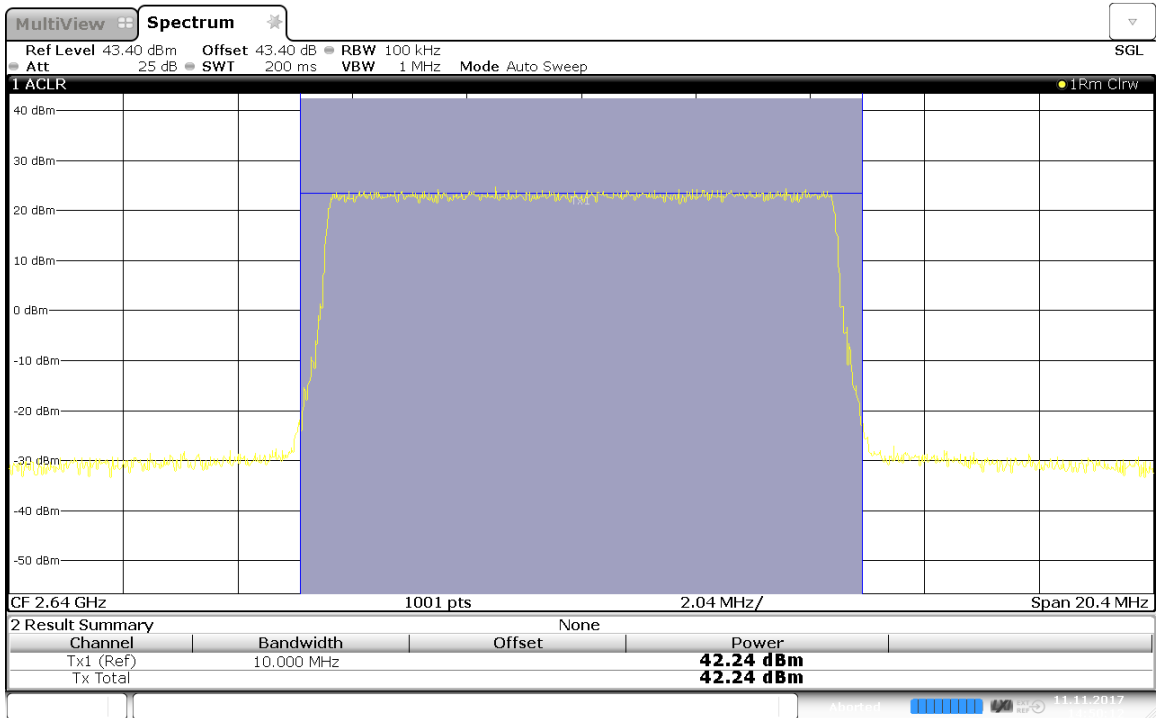 MultiView Spectrum
Ref Level 43.40 dBm Offset 43.40 dB RBW 100 kHz SGL
Att 25 dB SWT 200 ms VBW 1 MHz Mode Auto Sweep
1 ACLR 1Rm Clrw
40 dBm
30 dBm
20 dBm
10 dBm
0 dBm
-10 dBm
-20 dBm
-30 dBm
-40 dBm
-50 dBm
CF 2.64 GHz 1001 pts 2.04 MHz/ Span 20.4 MHz
2 Result Summary None
Channel Bandwidth Offset Power
Tx1 (Ref) 10.000 MHz 42.24 dBm
Tx Total 42.24 dBm
Aborted 11.11.2017